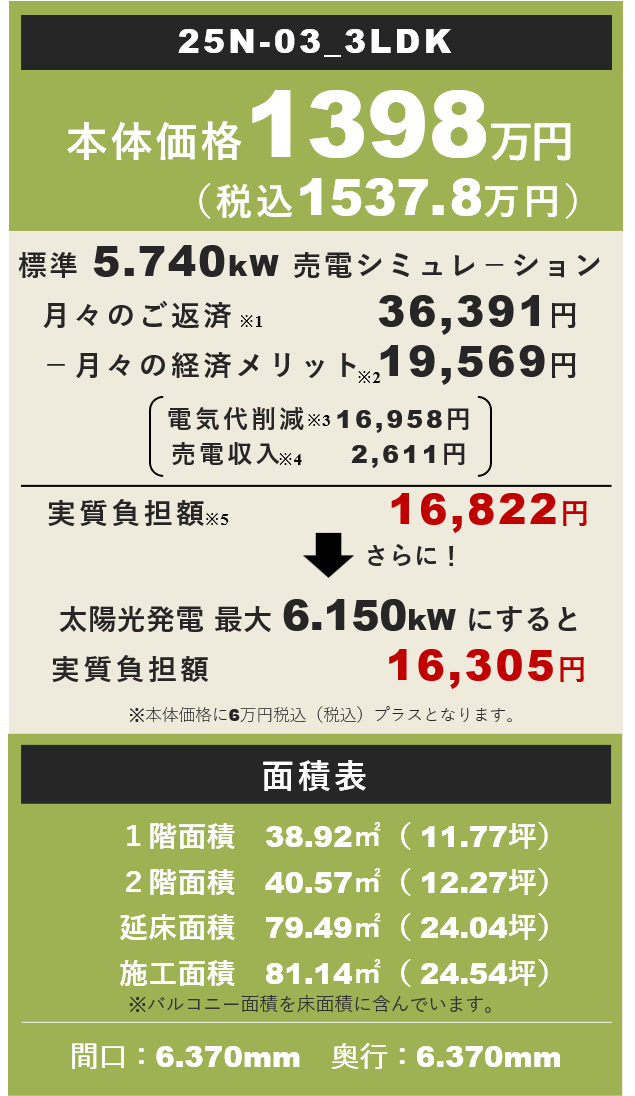 25N-03_3LDK
本体価格1398万円
（税込1537.8万円）
標準 5.740kW 売電シミュレーション
月々のご返済※1 36,391円
－月々の経済メリット※2 19,569円
電気代削減※3 16,958円
売電収入※4 2,611円
実質負担額※5 16,822円
さらに！
太陽光発電 最大 6.150kW にすると
実質負担額 16,305円
※本体価格に6万円税込（税込）プラスとなります。
面積表
１階面積 38.92㎡（ 11.77坪）
２階面積 40.57㎡（ 12.27坪）
延床面積 79.49㎡（ 24.04坪）
施工面積 81.14㎡（ 24.54坪）
※バルコニー面積を床面積に含んでいます。
間口：6.370mm 奥行：6.370mm